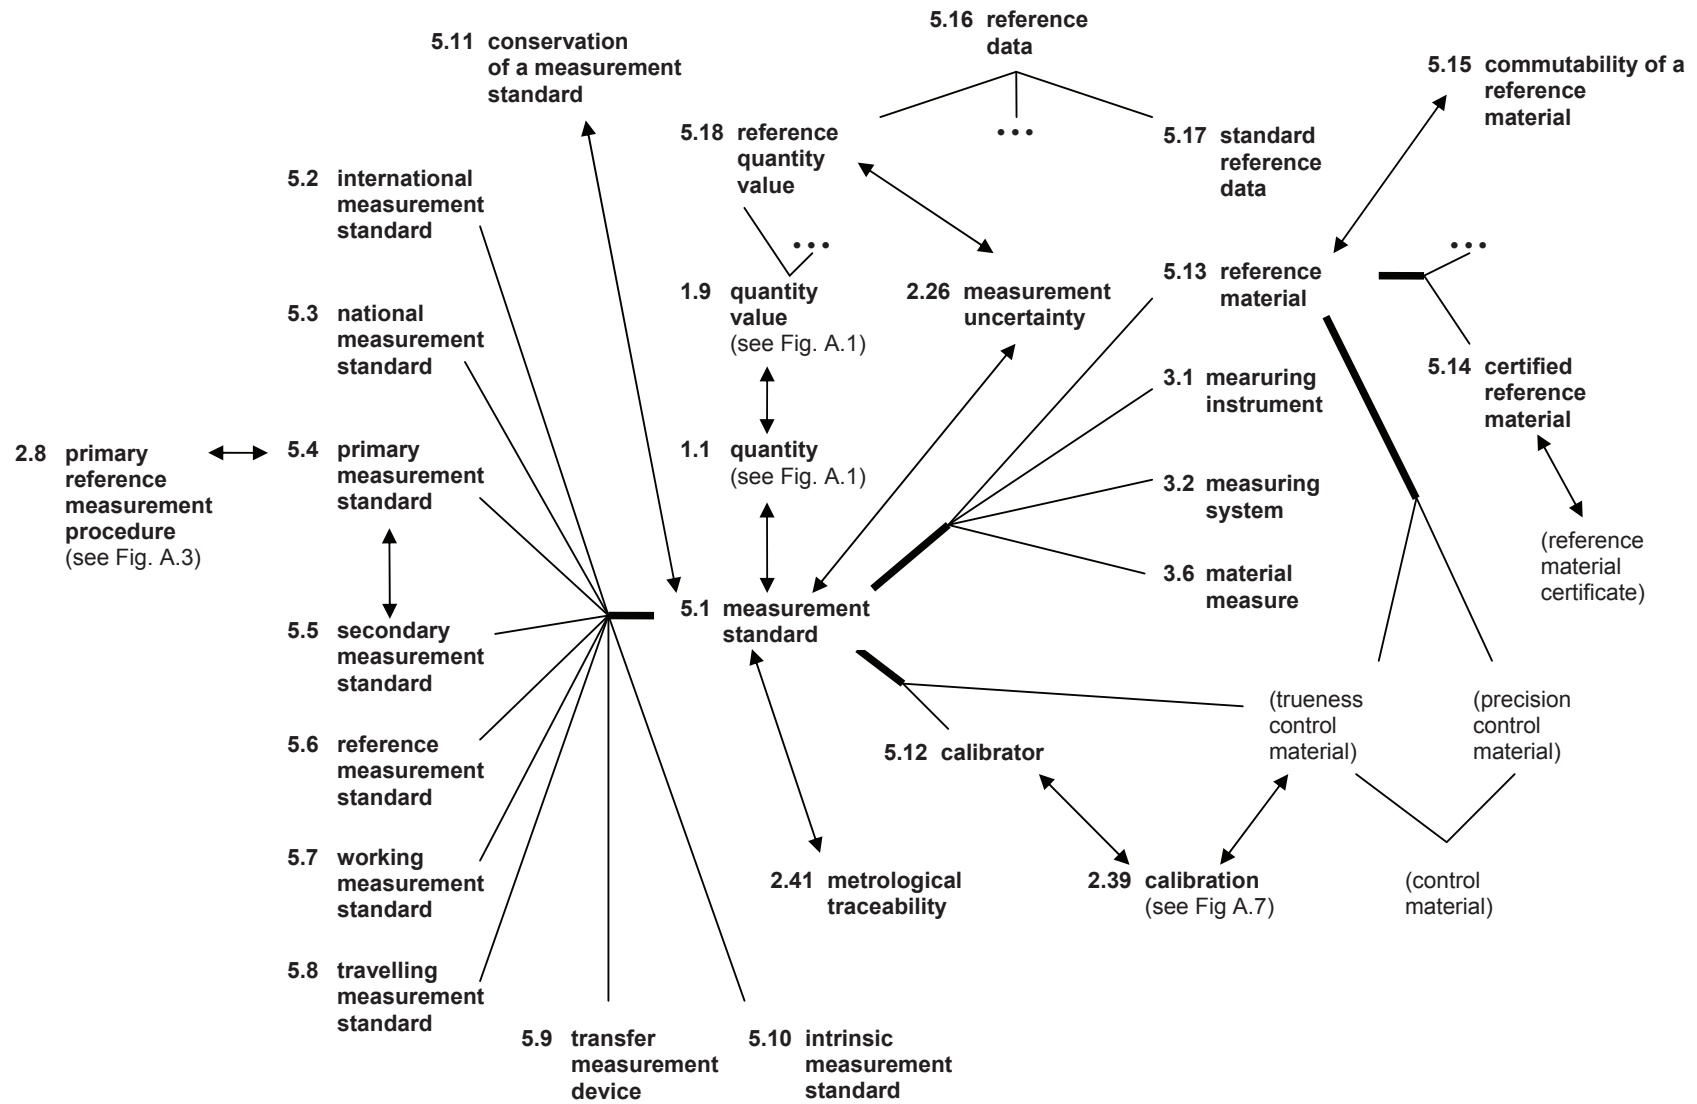 5.16 reference
data
5.11 conservation
of a measurement
standard
5.15 commutability of a
reference
material
5.18 reference
quantity
value
•••
5.17 standard
reference
data
5.2 international
measurement
standard
•••
•••
5.13 reference
material
1.9 quantity
value
(see Fig. A.1)
2.26 measurement
uncertainty
5.3 national
measurement
standard
5.14 certified
reference
material
3.1 mearuring
instrument
2.8 primary
reference
measurement
procedure
(see Fig. A.3)
5.4 primary
measurement
standard
1.1 quantity
(see Fig. A.1)
3.2 measuring
system
(reference
material
certificate)
3.6 material
measure
5.1 measurement
standard
5.5 secondary
measurement
standard
(trueness
control
material)
(precision
control
material)
5.6 reference
measurement
standard
5.12 calibrator
5.7 working
measurement
standard
2.41 metrological
traceability
2.39 calibration
(see Fig A.7)
(control
material)
5.8 travelling
measurement
standard
5.9 transfer
measurement
device
5.10 intrinsic
measurement
standard